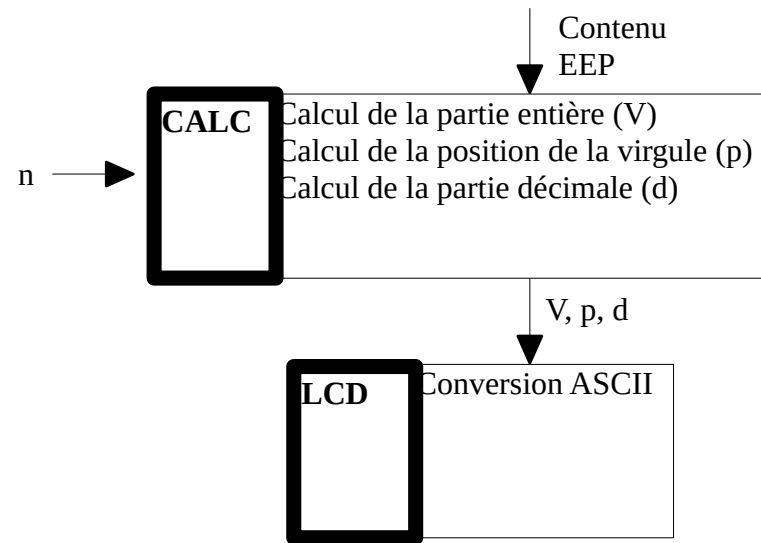 Contenu
EEP
CALC
Calcul de la partie entière (V)
Calcul de la position de la virgule (p)
Calcul de la partie décimale (d)
n
V, p, d
LCD
Conversion ASCII